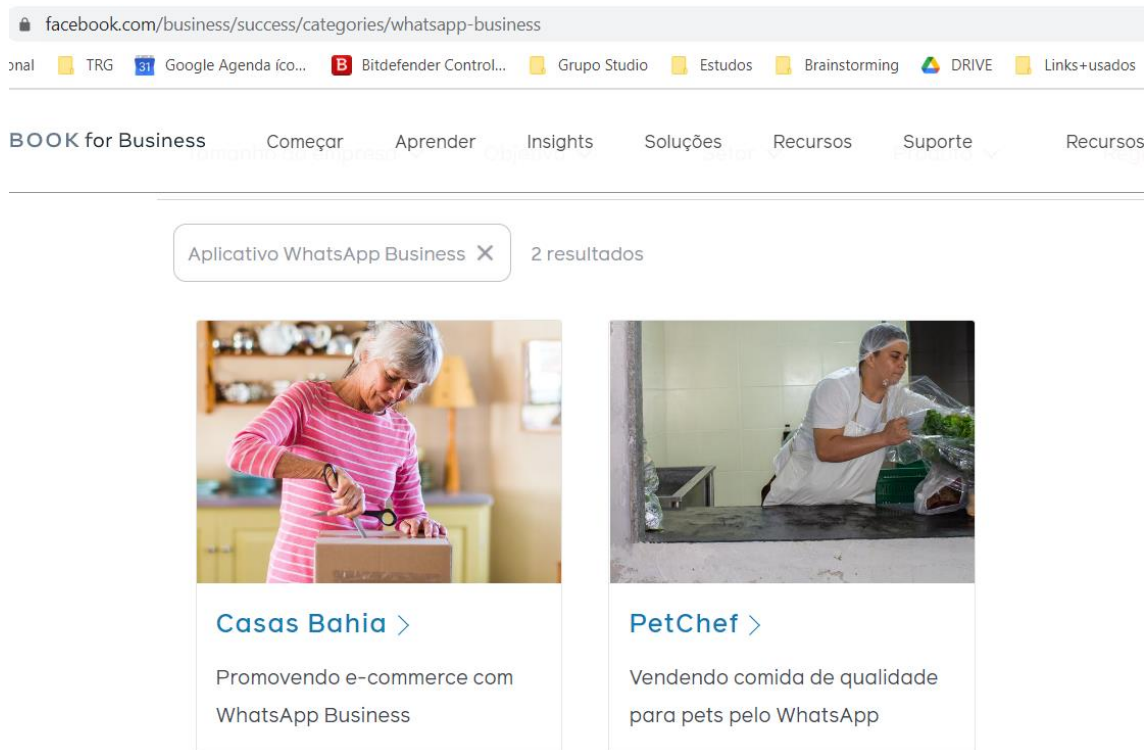 facebook.com/business/success/categories/whatsapp-business
onal TRG 31 Google Agenda íco... B Bitdefender Control... Grupo Studio Estudos Brainstorming DRIVE Links+usados
BOOK for Business Começar Aprender Insights Soluções Recursos Suporte Recursos
Aplicativo WhatsApp Business X 2 resultados
Casas Bahia >
Promovendo e-commerce com
WhatsApp Business
PetChef >
Vendendo comida de qualidade
para pets pelo WhatsApp